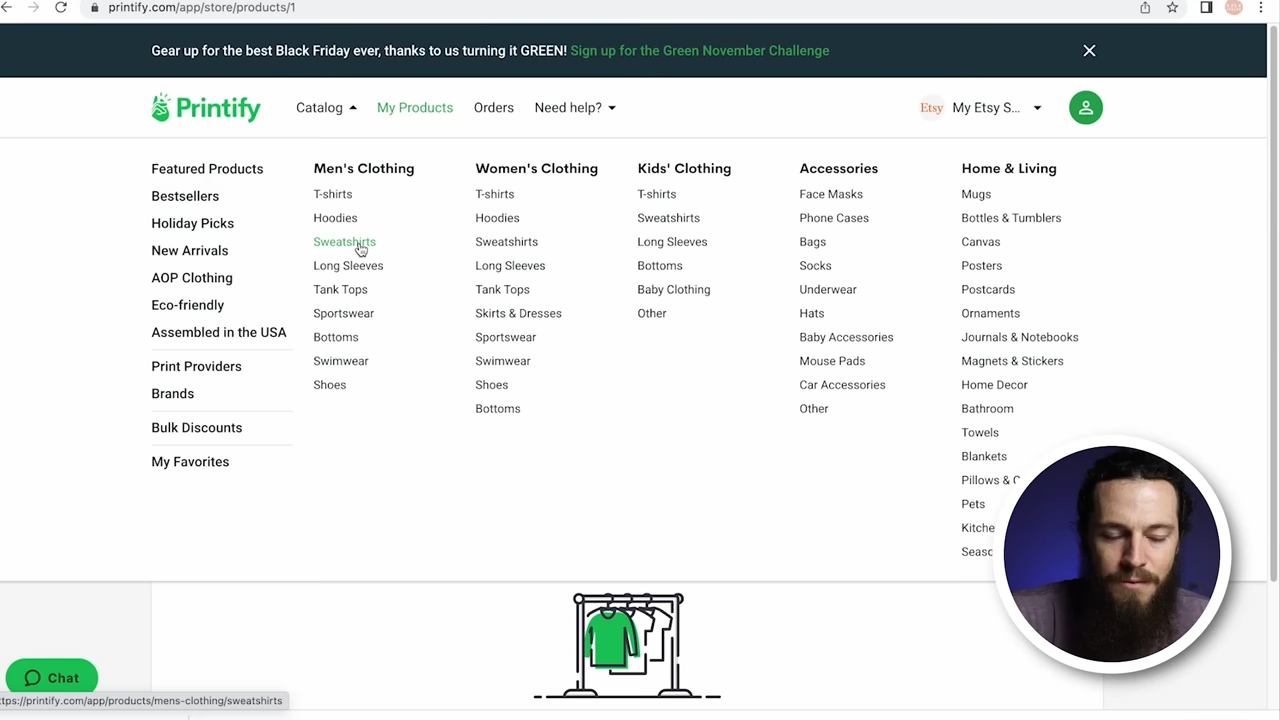 printify.com/app/store/products/1
Gear up for the best Black Friday ever, thanks to us turning it GREEN! Sign up for the Green November Challenge
Printify
Catalog
My Products
Orders
Need help?
Etsy
My Etsy S...
Featured Products
Bestsellers
Holiday Picks
New Arrivals
AOP Clothing
Eco-friendly
Assembled in the USA
Print Providers
Brands
Bulk Discounts
My Favorites
Men's Clothing
T-shirts
Hoodies
Sweatshirts
Long Sleeves
Tank Tops
Sportswear
Bottoms
Swimwear
Shoes
Women's Clothing
T-shirts
Hoodies
Sweatshirts
Long Sleeves
Tank Tops
Skirts & Dresses
Sportswear
Swimwear
Shoes
Bottoms
Kids' Clothing
T-shirts
Sweatshirts
Long Sleeves
Bottoms
Baby Clothing
Other
Accessories
Face Masks
Phone Cases
Bags
Socks
Underwear
Hats
Baby Accessories
Mouse Pads
Car Accessories
Other
Home & Living
Mugs
Bottles & Tumblers
Canvas
Posters
Postcards
Ornaments
Journals & Notebooks
Magnets & Stickers
Home Decor
Bathroom
Towels
Blankets
Pillows &
Pets
Chat
ttps://printify.com/app/products/mens-clothing/sweatshirts